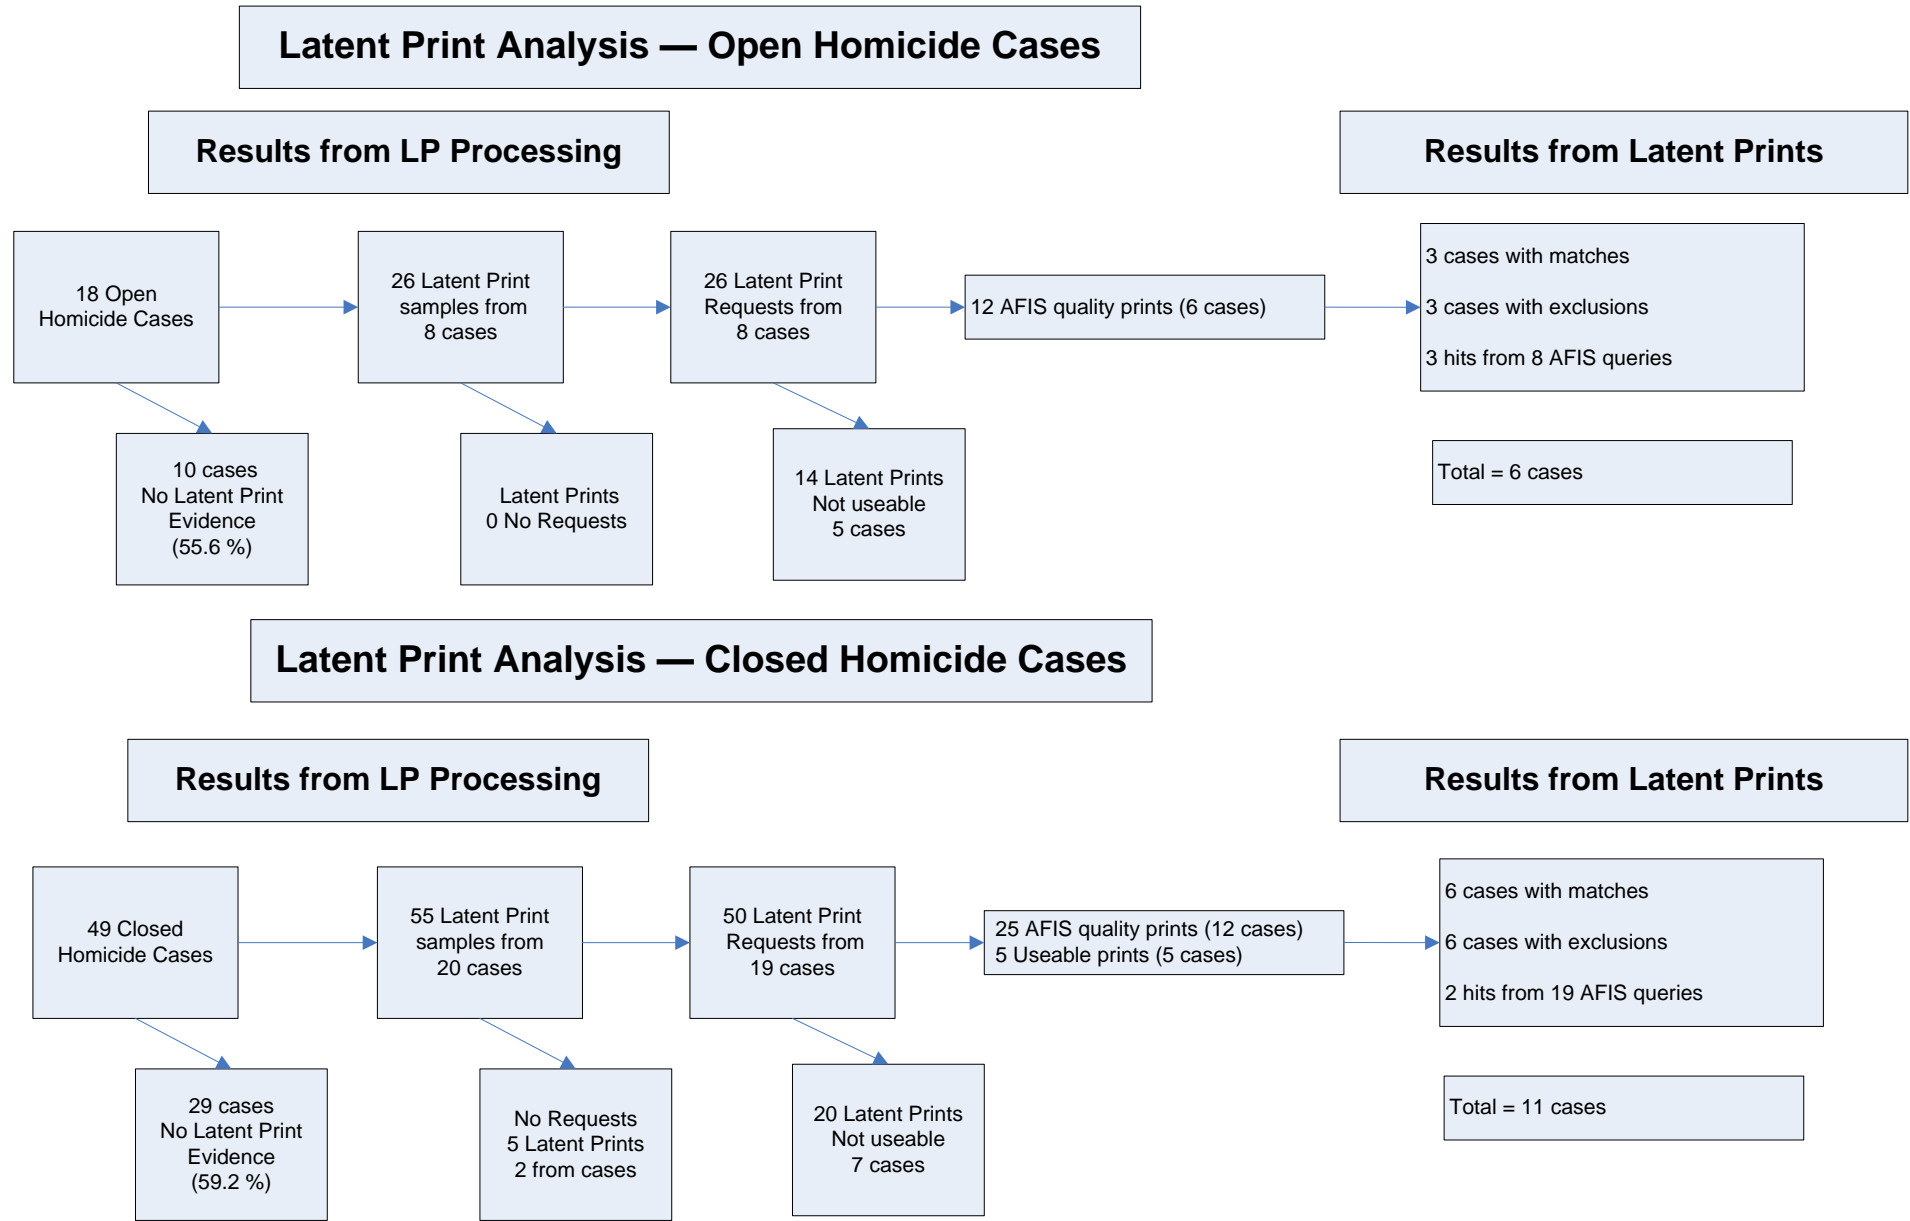 Latent Print Analysis — Open Homicide Cases
Results from LP Processing
Results from Latent Prints
18 Open
Homicide Cases
26 Latent Print
samples from
8 cases
26 Latent Print
Requests from
8 cases
12 AFIS quality prints (6 cases)
3 cases with matches
3 cases with exclusions
3 hits from 8 AFIS queries
10 cases
No Latent Print
Evidence
(55.6 %)
Latent Prints
0 No Requests
14 Latent Prints
Not useable
5 cases
Total = 6 cases
Latent Print Analysis — Closed Homicide Cases
Results from LP Processing
Results from Latent Prints
49 Closed
Homicide Cases
55 Latent Print
samples from
20 cases
50 Latent Print
Requests from
19 cases
25 AFIS quality prints (12 cases)
5 Useable prints (5 cases)
6 cases with matches
6 cases with exclusions
2 hits from 19 AFIS queries
29 cases
No Latent Print
Evidence
(59.2 %)
No Requests
5 Latent Prints
2 from cases
20 Latent Prints
Not useable
7 cases
Total = 11 cases